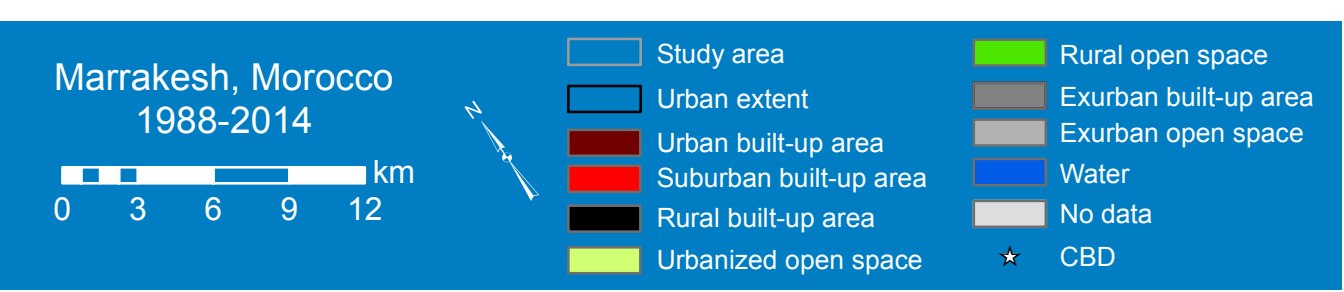 Marrakesh, Morocco
1988-2014
N
km
0 3 6 9 12
Study area
Urban extent
Urban built-up area
Suburban built-up area
Rural built-up area
Urbanized open space
Rural open space
Exurban built-up area
Exurban open space
Water
No data
CBD